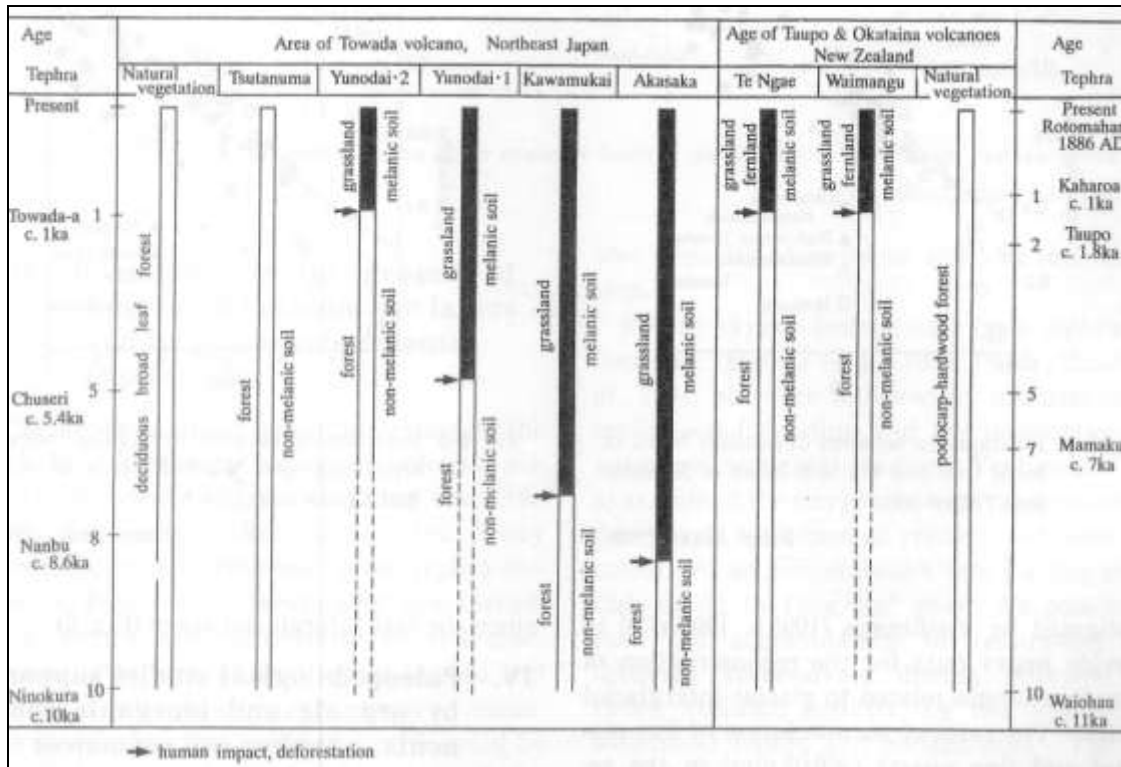 Age
Area of Towada volcano, Northeast Japan
Age of Taupo & Okataina volcanoes
New Zealand
Age
Tephra
Natural
vegetation
Tsutanuma
Yunodai·2
Yunodai·1
Kawamukai
Akasaka
Te Ngae
Waimangu
Natural
vegetation
Tephra
Present
Towada-a
c. 1ka
1
Chuseri
c. 5.4ka
5
Nanbu
c. 8.6ka
8
Ninokura
c.10ka
10
deciduous broad leaf forest
forest
non-melanic soil
grassland
melanic soil
forest
non-melanic soil
grassland
melanic soil
forest
non-melanic soil
grassland
melanic soil
forest
non-melanic soil
grassland
melanic soil
forest
non-melanic soil
grassland
fernland
melanic soil
forest
non-melanic soil
grassland
fernland
melanic soil
forest
non-melanic soil
podocarp-hardwood forest
Present
Rotomahana
1886 AD
1
Kaharoa
c. 1ka
2
Taupo
c. 1.8ka
5
7
Mamaku
c. 7ka
10
Waiohau
c. 11ka
human impact, deforestation